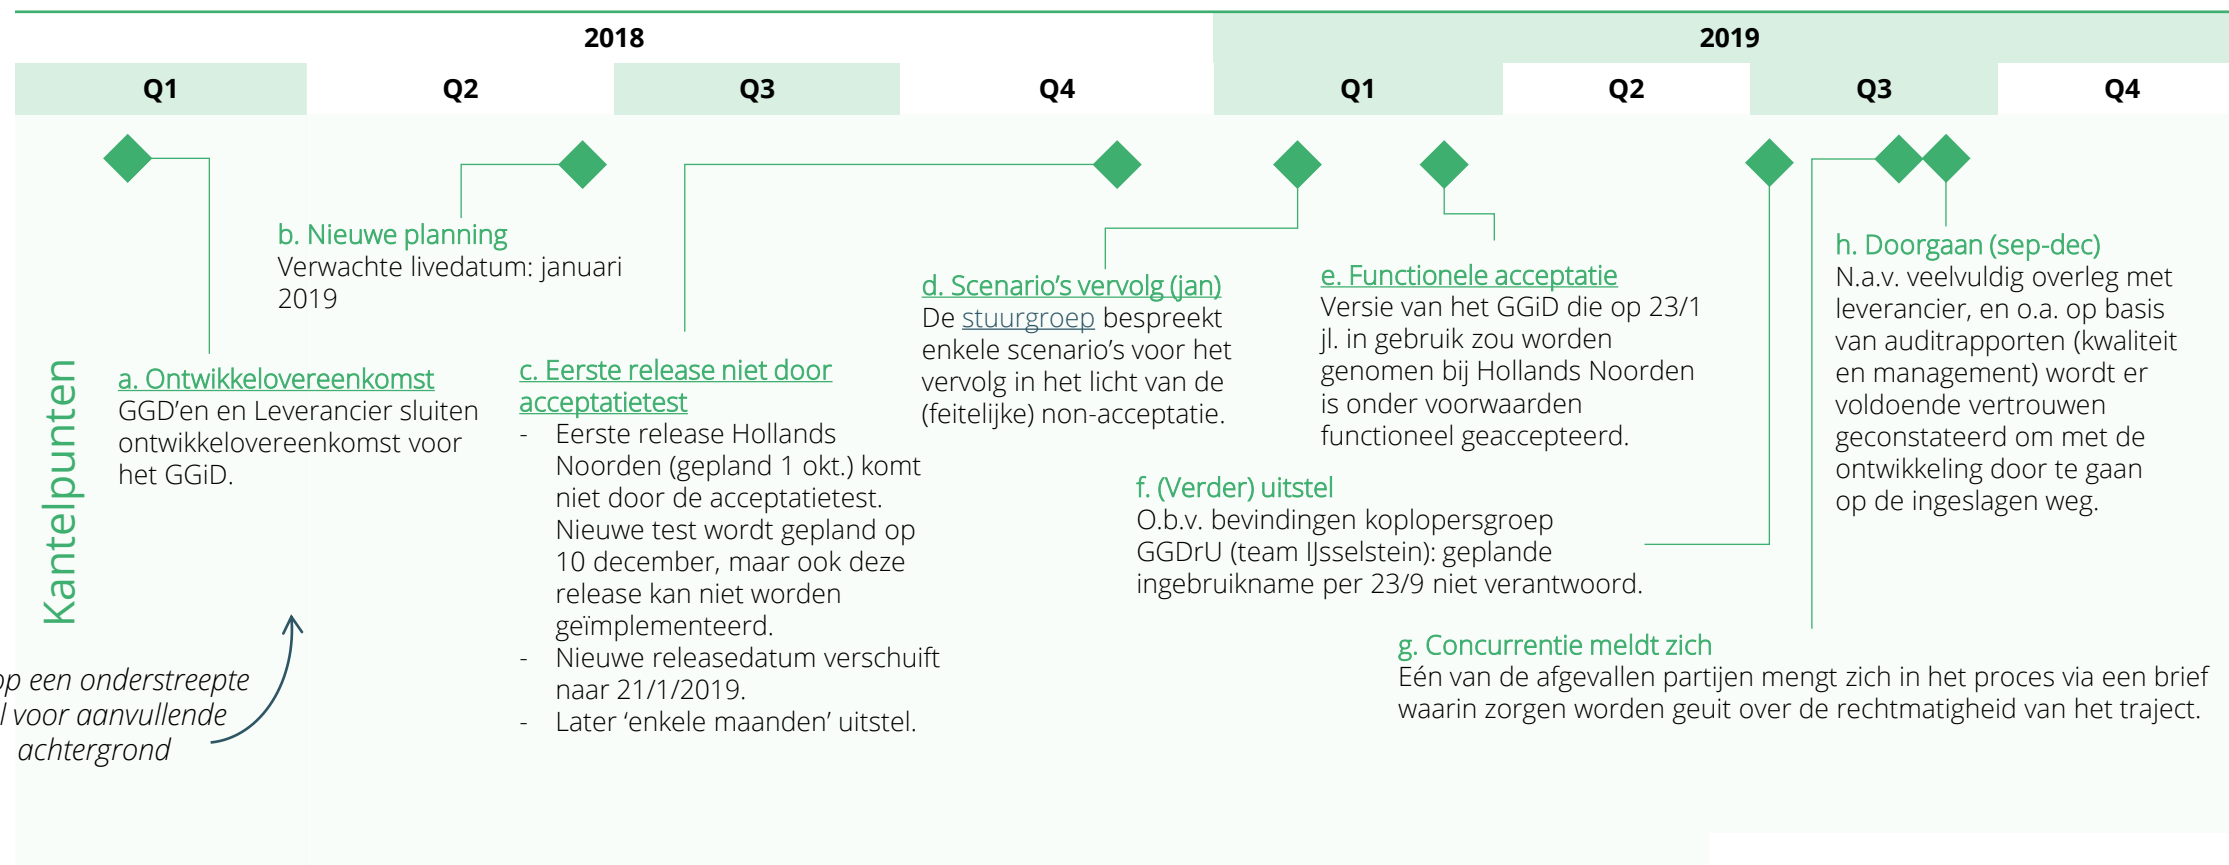 2018
2019
Q1
Q2
Q3
Q4
Q1
Q2
Q3
Q4
Kantelpunten
a. Ontwikkelovereenkomst
GGD’en en Leverancier sluiten
ontwikkelovereenkomst voor
het GGiD.
b. Nieuwe planning
Verwachte livedatum: januari
2019
c. Eerste release niet door
acceptatietest
- Eerste release Hollands
Noorden (gepland 1 okt.) komt
niet door de acceptatietest.
Nieuwe test wordt gepland op
10 december, maar ook deze
release kan niet worden
geïmplementeerd.
- Nieuwe releasedatum verschuift
naar 21/1/2019.
- Later ‘enkele maanden’ uitstel.
d. Scenario’s vervolg (jan)
De stuurgroep bespreekt
enkele scenario’s voor het
vervolg in het licht van de
(feitelijke) non-acceptatie.
e. Functionele acceptatie
Versie van het GGiD die op 23/1
jl. in gebruik zou worden
genomen bij Hollands Noorden
is onder voorwaarden
functioneel geaccepteerd.
f. (Verder) uitstel
O.b.v. bevindingen koplopersgroep
GGDrU (team IJsselstein): geplande
ingebruikname per 23/9 niet verantwoord.
g. Concurrentie meldt zich
Eén van de afgevallen partijen mengt zich in het proces via een brief
waarin zorgen worden geuit over de rechtmatigheid van het traject.
h. Doorgaan (sep-dec)
N.a.v. veelvuldig overleg met
leverancier, en o.a. op basis
van auditrapporten (kwaliteit
en management) wordt er
voldoende vertrouwen
geconstateerd om met de
ontwikkeling door te gaan
op de ingeslagen weg.
op een onderstreepte
l voor aanvullende
achtergrond